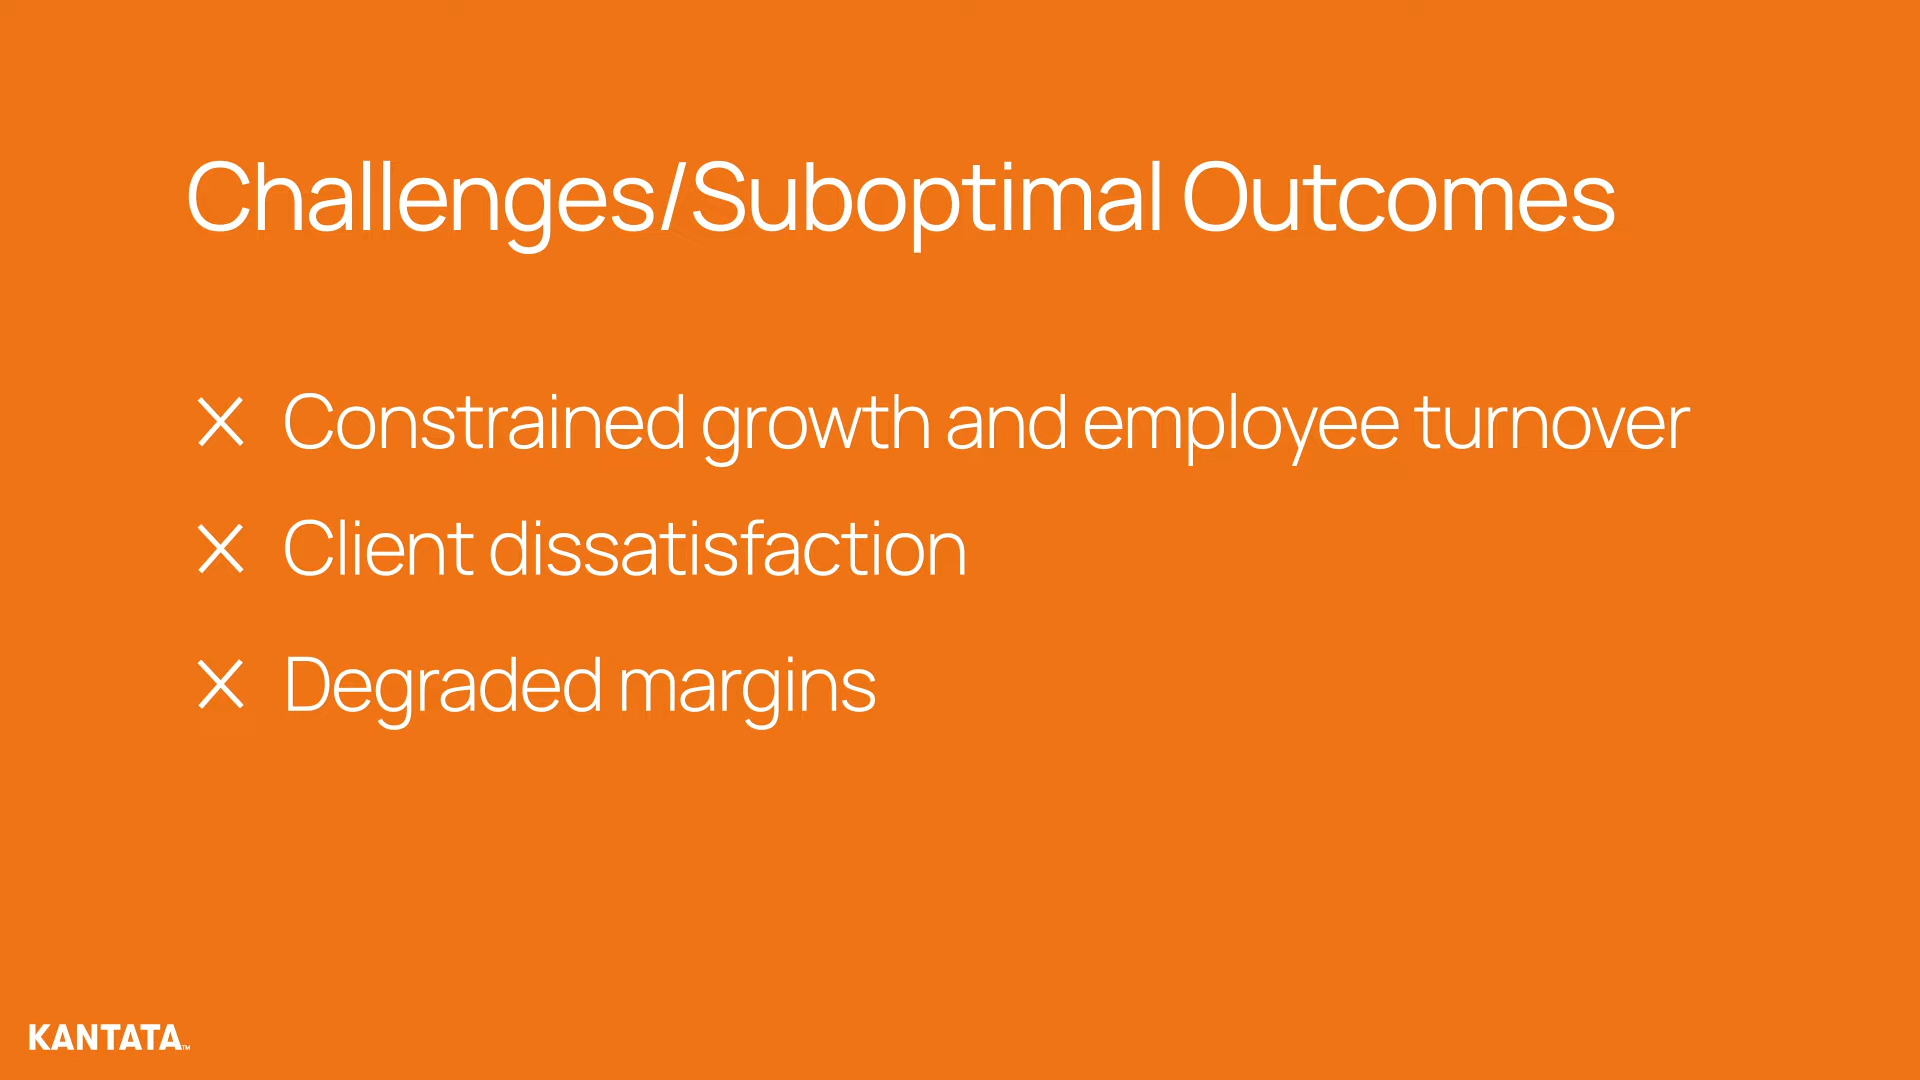 Challenges/Suboptimal Outcomes
Constrained growth and employee turnover
Client dissatisfaction
Degraded margins
KANTATA™